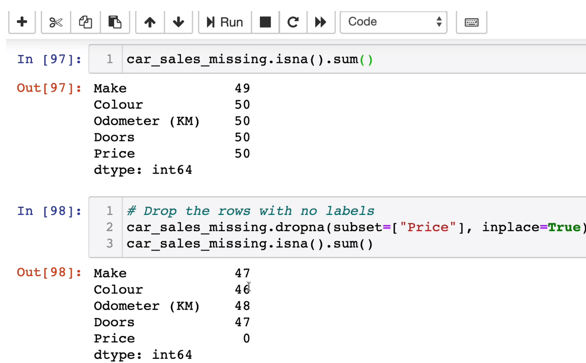 Run
Code
In [97]:
1 car_sales_missing.isna().sum()
Out[97]:
Make 49
Colour 50
Odometer (KM) 50
Doors 50
Price 50
dtype: int64
In [98]:
1 # Drop the rows with no labels
2 car_sales_missing.dropna(subset=["Price"], inplace=True)
3 car_sales_missing.isna().sum()
Out[98]:
Make 47
Colour 46
Odometer (KM) 48
Doors 47
Price 0
dtype: int64